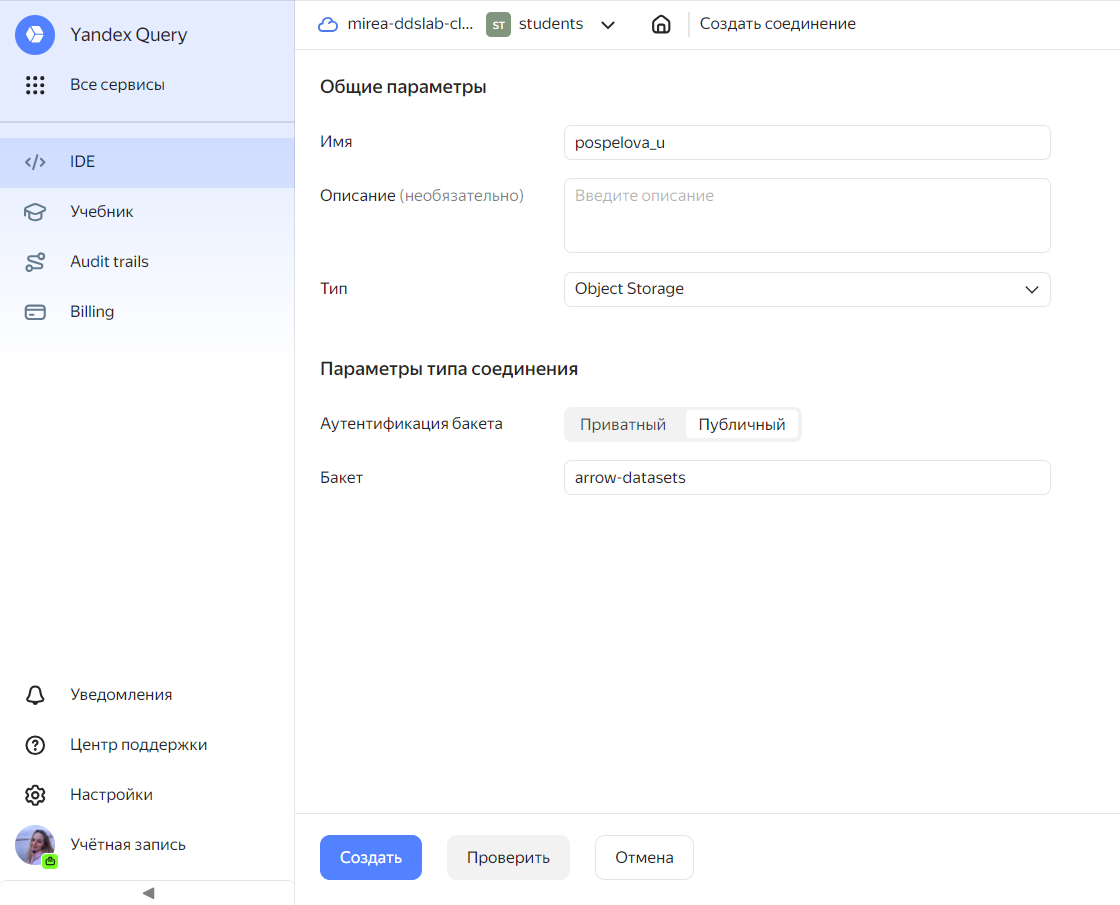 Yandex Query
Все сервисы
IDE
Учебник
Audit trails
Billing
Уведомления
Центр поддержки
Настройки
Учётная запись
mirea-ddslab-cl... ST students Создать соединение
Общие параметры
Имя pospelova_u
Описание (необязательно) Введите описание
Тип Object Storage
Параметры типа соединения
Аутентификация бакета Приватный Публичный
Бакет arrow-datasets
Создать Проверить Отмена